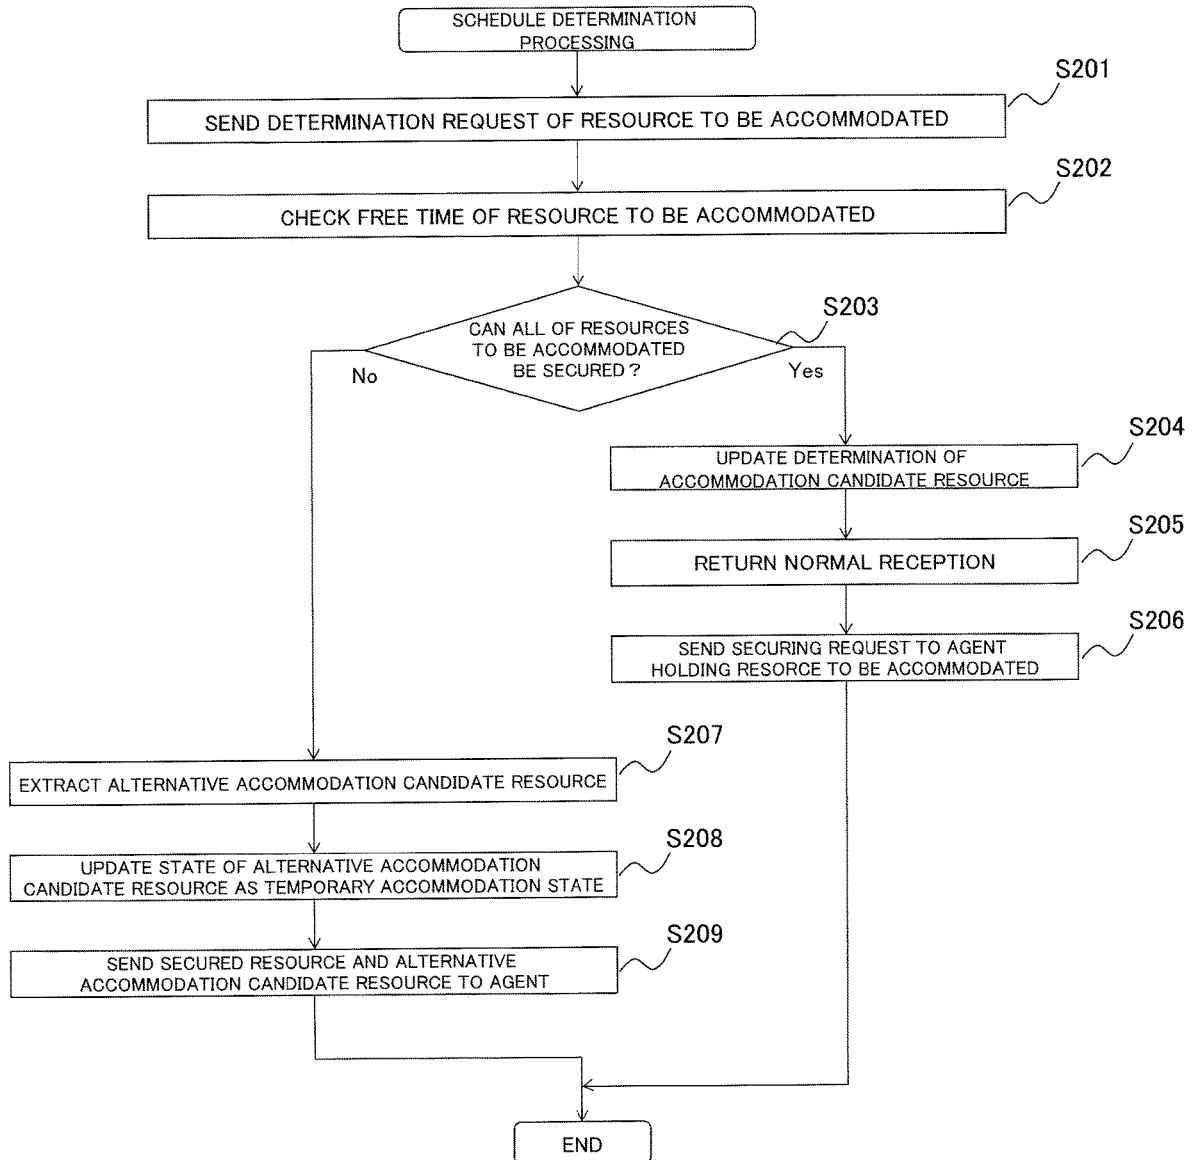 SCHEDULE DETERMINATION
PROCESSING
S201
SEND DETERMINATION REQUEST OF RESOURCE TO BE ACCOMMODATED
S202
CHECK FREE TIME OF RESOURCE TO BE ACCOMMODATED
S203
CAN ALL OF RESOURCES
TO BE ACCOMMODATED
BE SECURED?
No
Yes
S204
UPDATE DETERMINATION OF
ACCOMMODATION CANDIDATE RESOURCE
S205
RETURN NORMAL RECEPTION
S206
SEND SECURING REQUEST TO AGENT
HOLDING RESORCE TO BE ACCOMMODATED
S207
EXTRACT ALTERNATIVE ACCOMMODATION CANDIDATE RESOURCE
S208
UPDATE STATE OF ALTERNATIVE ACCOMMODATION
CANDIDATE RESOURCE AS TEMPORARY ACCOMMODATION STATE
S209
SEND SECURED RESOURCE AND ALTERNATIVE
ACCOMMODATION CANDIDATE RESOURCE TO AGENT
END